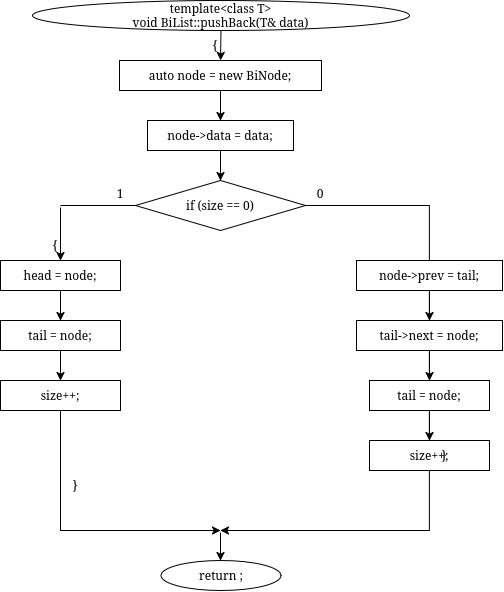 template<class T>
void BiList::pushBack(T& data)
{
auto node = new BiNode;
node->data = data;
if (size == 0)
1
0
{
head = node;
node->prev = tail;
tail = node;
tail->next = node;
size++;
tail = node;
size++;
}
}
return ;